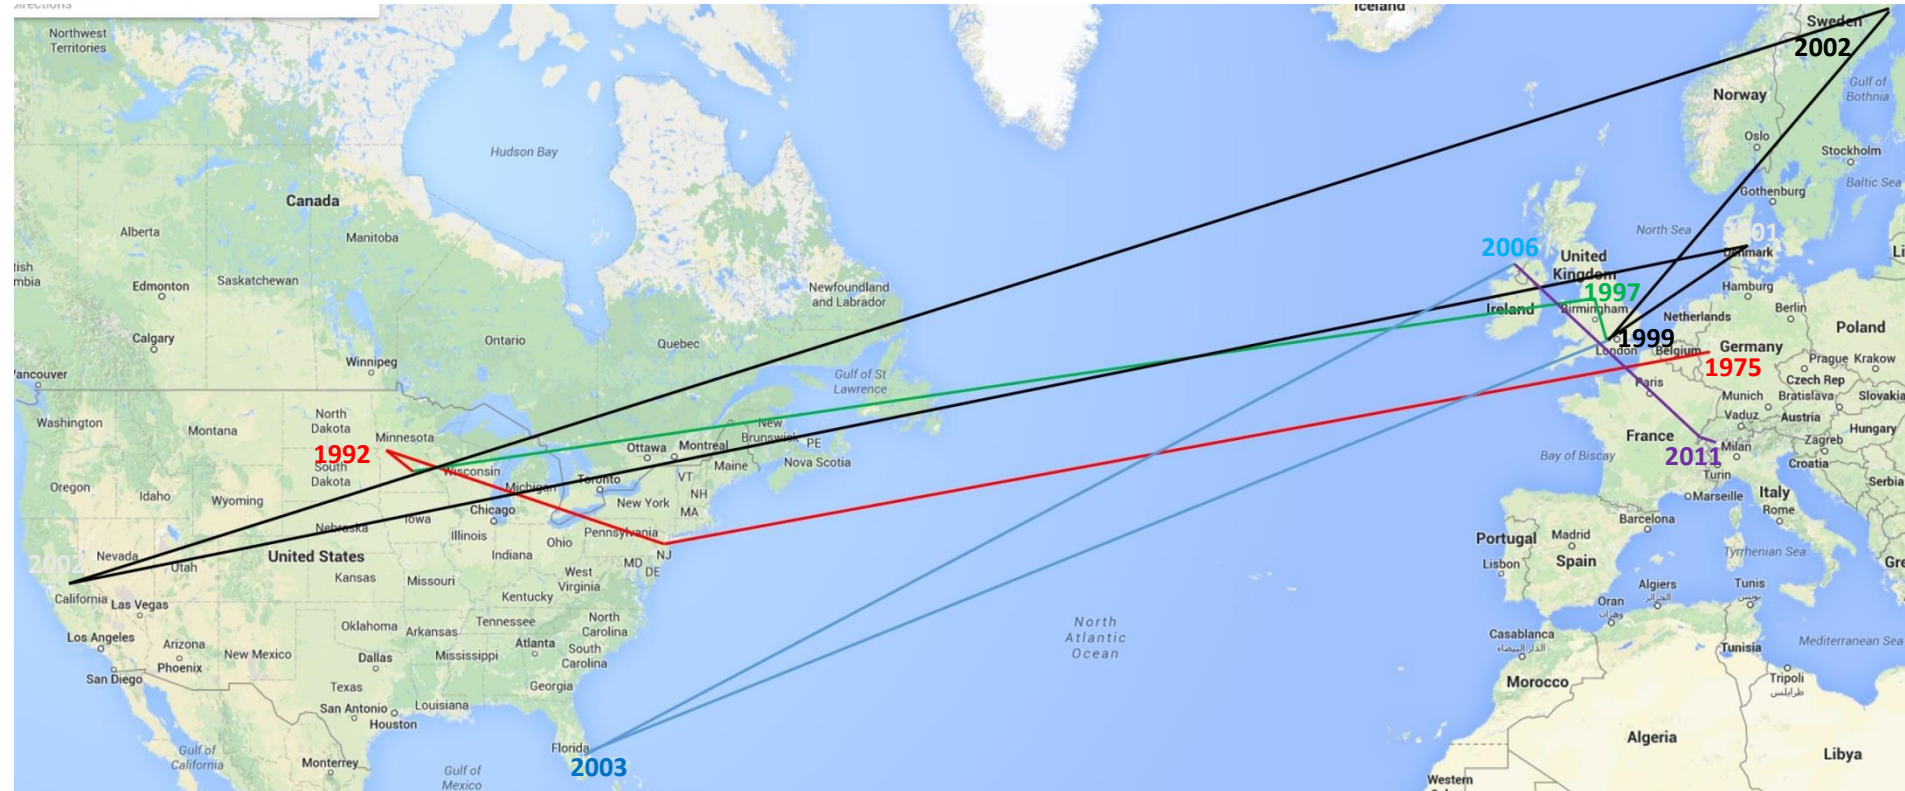 Directions
Iceland
Sweden
2002
Northwest
Territories
Gulf of
Bothnia
Norway
Oslo
Stockholm
Hudson Bay
Baltic Sea
Gothenburg
Canada
North Sea
Alberta
Manitoba
2001
Denmark
2006
United
Kingdom
Saskatchewan
Edmonton
Newfoundland
and Labrador
Hamburg
1997
Ireland
Birmingham
Netherlands
Berlin
Poland
Calgary
Ontario
Quebec
1999
London
Belgium
Germany
Winnipeg
Prague
Krakow
1975
Gulf of St
Lawrence
Czech Rep
Paris
Munich
Bratislava
Slovakia
Washington
Montana
North
Dakota
Minnesota
New
Brunswick
PE
Vaduz
Austria
Hungary
France
Zagreb
Ottawa
Montreal
Milan
1992
2011
Bay of Biscay
Croatia
Maine
Nova Scotia
South
Dakota
Wisconsin
Turin
Toronto
VT
Serbia
Oregon
Idaho
Wyoming
Michigan
NH
Marseille
Italy
Rome
New York
MA
Chicago
Iowa
Barcelona
Nebraska
Pennsylvania
Illinois
Ohio
Portugal
Madrid
Spain
Lisbon
Nevada
Utah
United States
Indiana
NJ
Tyrrhenian Sea
2002
MD
DE
West
Virginia
Kansas
Missouri
Algiers
الجزائر
Tunis
تونس
California
Las Vegas
Kentucky
Oran
وهران
Oklahoma
Arkansas
Tennessee
North
Carolina
North
Atlantic
Ocean
Los Angeles
Arizona
New Mexico
Atlanta
Casablanca
الدار البيضاء
Mediterranean Sea
Tunisia
Phoenix
Dallas
Mississippi
South
Carolina
San Diego
Texas
Georgia
Morocco
Tripoli
طرابلس
San Antonio
Louisiana
Houston
Algeria
Libya
Gulf of
California
Monterrey
Florida
2003
Gulf of
Mexico
Western